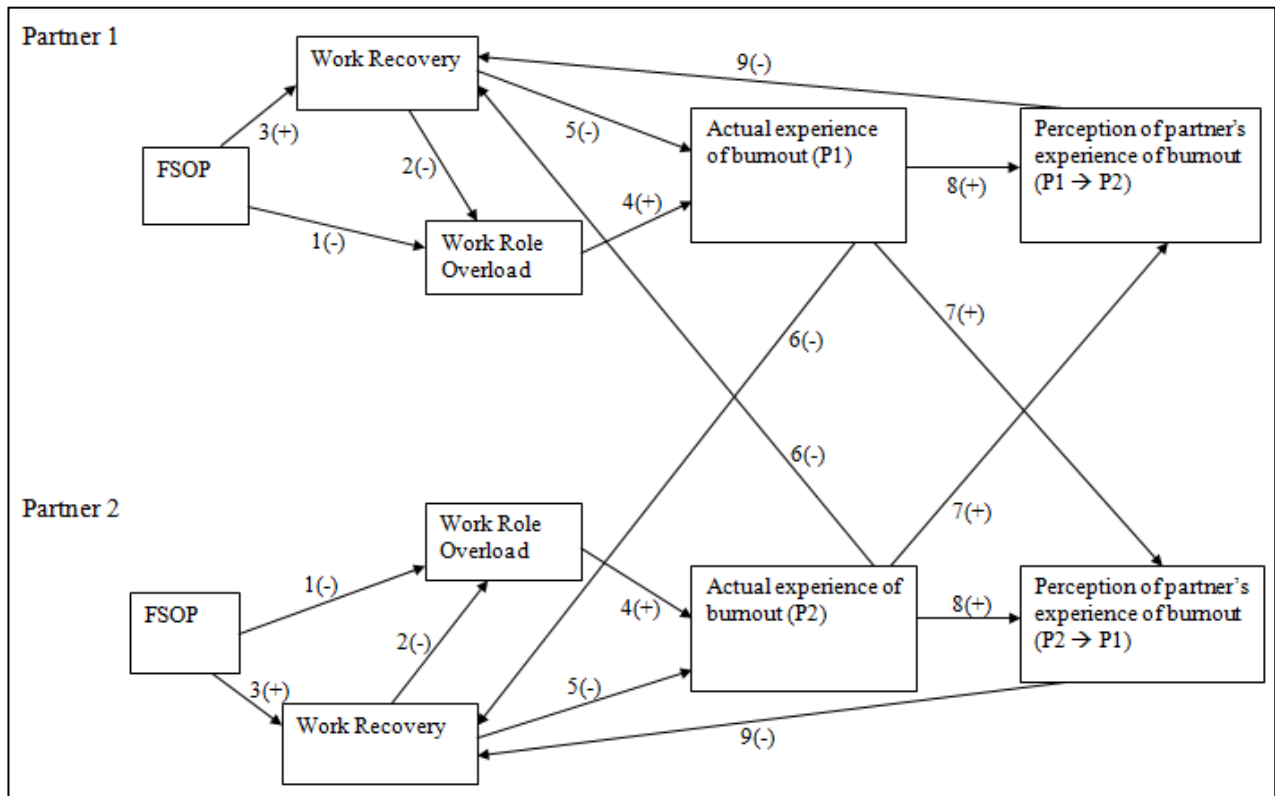 Partner 1
Work Recovery
9(-)
3(+)
5(-)
Actual experience
of burnout (P1)
Perception of partner's
experience of burnout
(P1 → P2)
FSOP
2(-)
8(+)
4(+)
1(-)
Work Role
Overload
7(+)
6(-)
6(-)
Partner 2
Work Role
Overload
7(+)
1(-)
Actual experience of
burnout (P2)
Perception of partner's
experience of burnout
(P2 → P1)
FSOP
4(+)
8(+)
2(-)
3(+)
5(-)
Work Recovery
9(-)